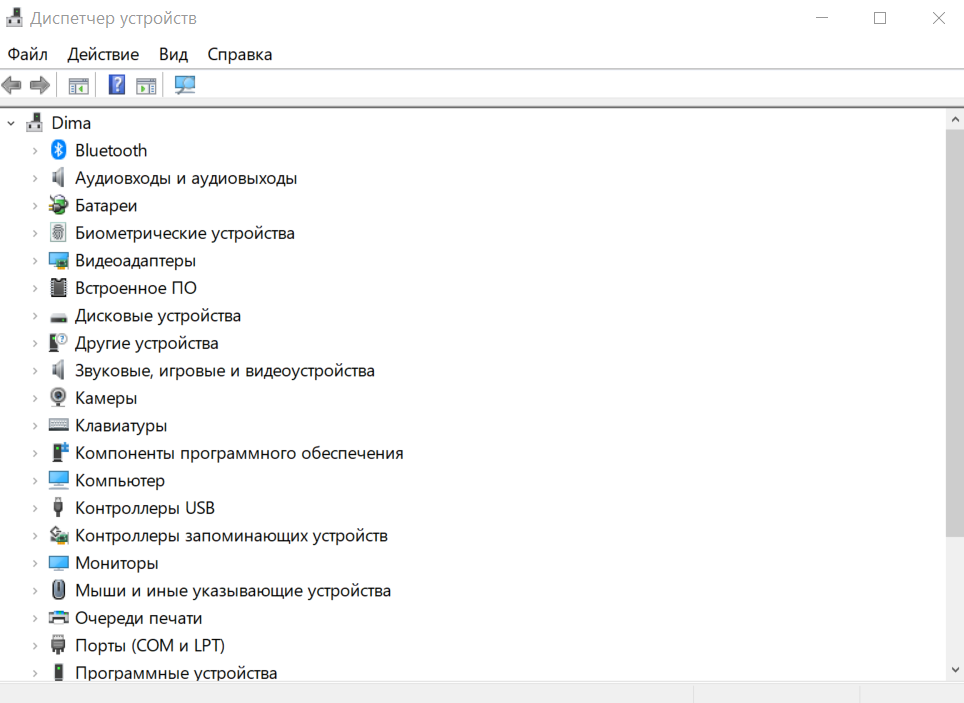 Диспетчер устройств
Файл Действие Вид Справка
Dima
Bluetooth
Аудиовходы и аудиовыходы
Батареи
Биометрические устройства
Видеоадаптеры
Встроенное ПО
Дисковые устройства
Другие устройства
Звуковые, игровые и видеоустройства
Камеры
Клавиатуры
Компоненты программного обеспечения
Компьютер
Контроллеры USB
Контроллеры запоминающих устройств
Мониторы
Мыши и иные указывающие устройства
Очереди печати
Порты (COM и LPT)
Программные устройства